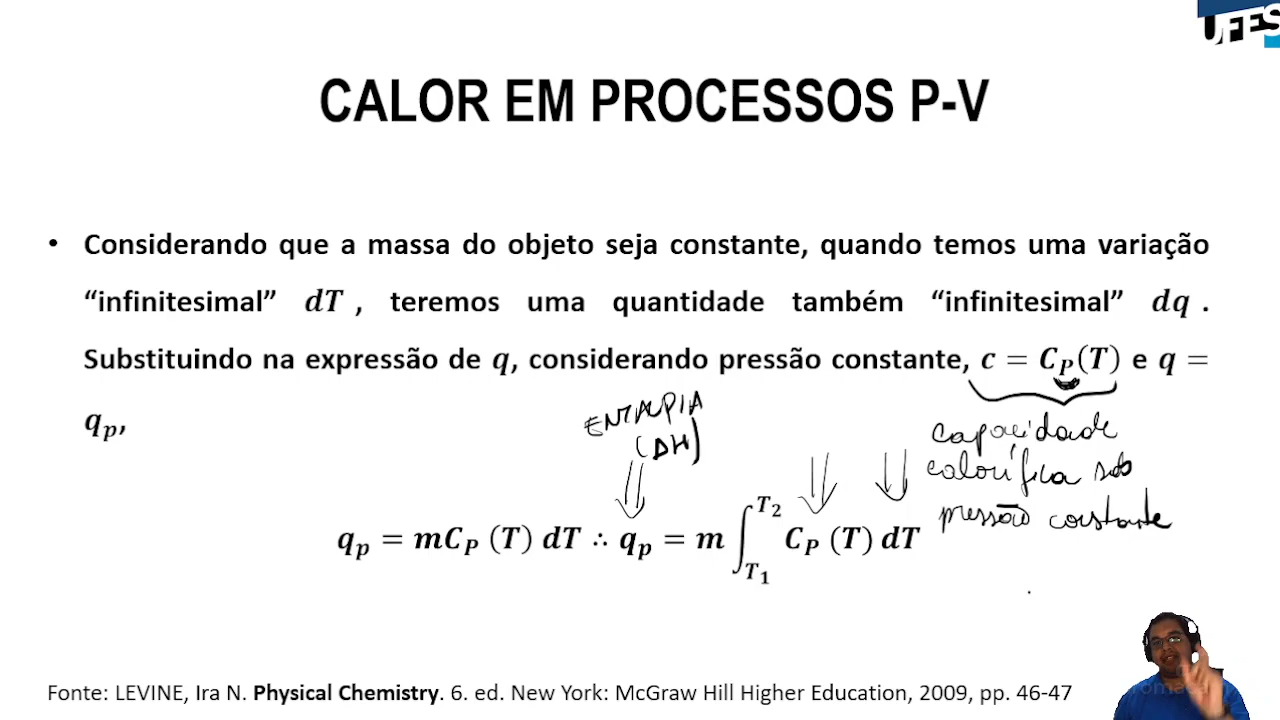 UFES
CALOR EM PROCESSOS P-V
• Considerando que a massa do objeto seja constante, quando temos uma variação
“infinitesimal” dT , teremos uma quantidade também “infinitesimal” dq .
Substituindo na expressão de q, considerando pressão constante, c = C_P(T) e q =
q_p,
ENTALPIA
(ΔH)
capacidade
calorífica sob
pressão constante
q_p = mC_P (T) dT ∴ q_p = m ∫_{T_1}^{T_2} C_P (T) dT
Fonte: LEVINE, Ira N. Physical Chemistry. 6. ed. New York: McGraw Hill Higher Education, 2009, pp. 46-47